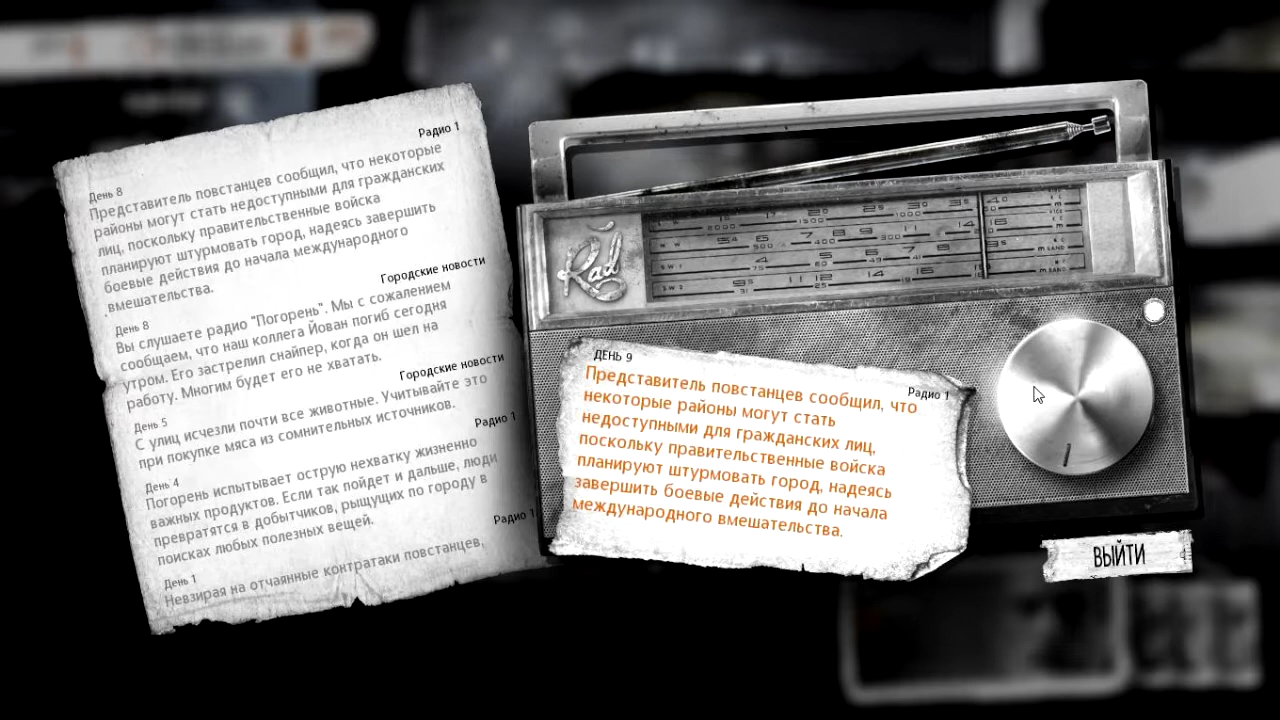 Радио 1
День 8
Представитель повстанцев сообщил, что некоторые
районы могут стать недоступными для гражданских
лиц, поскольку правительственные войска
планируют штурмовать город, надеясь завершить
боевые действия до начала международного
вмешательства.
Городские новости
День 8
Вы слушаете радио "Погорень". Мы с сожалением
сообщаем, что наш коллега Йован погиб сегодня
утром. Его застрелил снайпер, когда он шел на
работу. Многим будет его не хватать.
Городские новости
День 5
С улиц исчезли почти все животные. Учитывайте это
при покупке мяса из сомнительных источников.
Радио 1
День 4
Погорень испытывает острую нехватку жизненно
важных продуктов. Если так пойдет и дальше, люди
превратятся в добытчиков, рыщущих по городу в
поисках любых полезных вещей.
Радио 1
День 1
Невзирая на отчаянные контратаки повстанцев,
Rad
ДЕНЬ 9
Радио 1
Представитель повстанцев сообщил, что
некоторые районы могут стать
недоступными для гражданских лиц,
поскольку правительственные войска
планируют штурмовать город, надеясь
завершить боевые действия до начала
международного вмешательства.
ВЫЙТИ